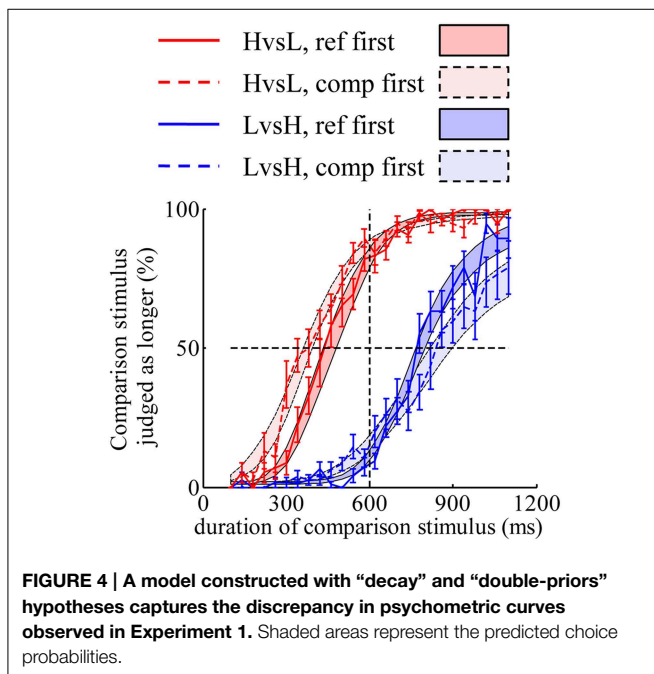 HvsL, ref first
HvsL, comp first
LvsH, ref first
LvsH, comp first
100
50
0
Comparison stimulus
judged as longer (%)
0 300 600 900 1200
duration of comparison stimulus (ms)
FIGURE 4 | A model constructed with “decay” and “double-priors”
hypotheses captures the discrepancy in psychometric curves
observed in Experiment 1. Shaded areas represent the predicted choice
probabilities.